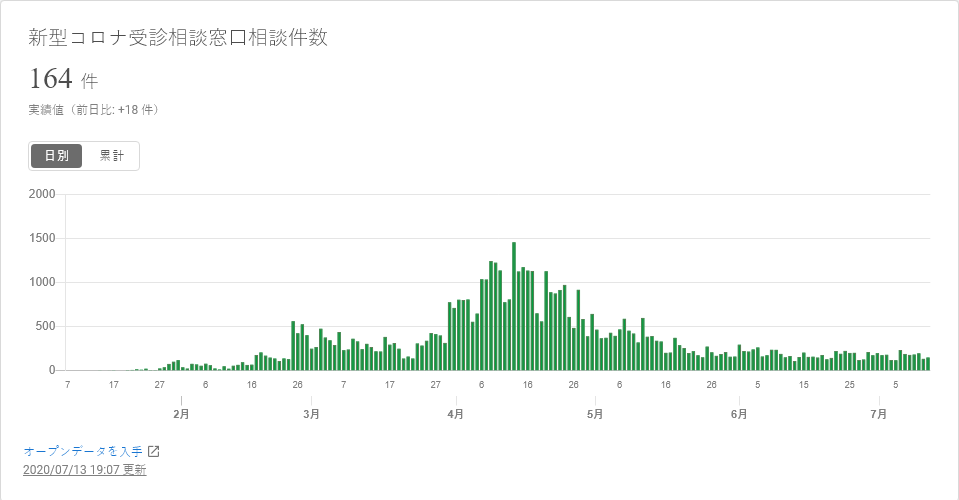 新型コロナ受診相談窓口相談件数
164 件
実績値（前日比: +18 件）
日別 累計
2000
1500
1000
500
0
7 17 27 6 16 26 7 17 27 6 16 26 6 16 26 5 15 25 5
2月 3月 4月 5月 6月 7月
オープンデータを入手
2020/07/13 19:07 更新